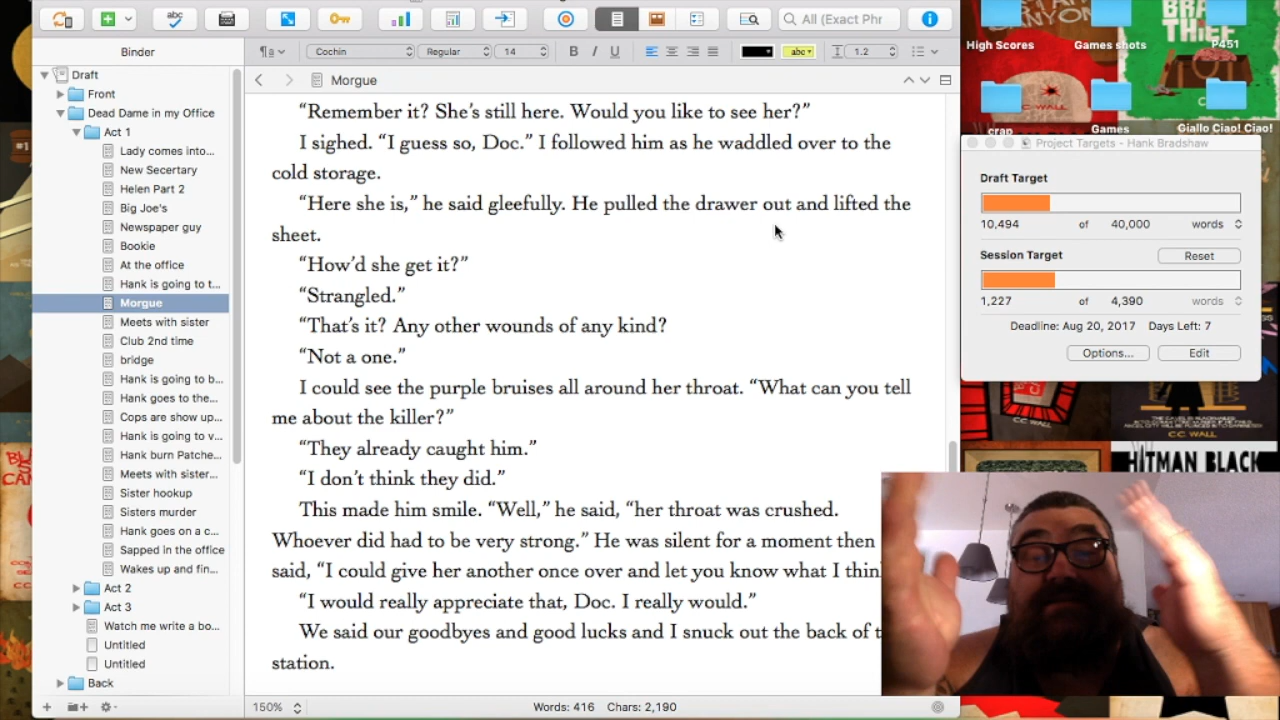 All (Exact Phr
Binder
¶a
Cochin
Regular
14
B
I
U
abc
1.2
Draft
Front
Dead Dame in my Office
Act 1
Lady comes into...
New Secertary
Helen Part 2
Big Joe's
Newspaper guy
Bookie
At the office
Hank is going to t...
Morgue
Meets with sister
Club 2nd time
bridge
Hank is going to b...
Hank goes to the...
Cops are show up...
Hank is going to v...
Hank burn Patche...
Meets with sister...
Sister hookup
Sisters murder
Hank goes on a c...
Sapped in the office
Wakes up and fin...
Act 2
Act 3
Watch me write a bo...
Untitled
Untitled
Back
Morgue
“Remember it? She’s still here. Would you like to see her?”
I sighed. “I guess so, Doc.” I followed him as he waddled over to the
cold storage.
“Here she is,” he said gleefully. He pulled the drawer out and lifted the
sheet.
“How’d she get it?”
“Strangled.”
“That’s it? Any other wounds of any kind?
“Not a one.”
I could see the purple bruises all around her throat. “What can you tell
me about the killer?”
“They already caught him.”
“I don’t think they did.”
This made him smile. “Well,” he said, “her throat was crushed.
Whoever did had to be very strong.” He was silent for a moment then
said, “I could give her another once over and let you know what I thin
“I would really appreciate that, Doc. I really would.”
We said our goodbyes and good lucks and I snuck out the back of t
station.
150%
Words: 416 Chars: 2,190
CANYON
BRA
THIEF
High Scores
Games shots
P451
C.C. WALL
crap
Games
Giallo Ciao! Ciao!
Project Targets - Hank Bradshaw
Draft Target
10,494 of 40,000 words
Session Target
Reset
1,227 of 4,390 words
Deadline: Aug 20, 2017 Days Left: 7
Options...
Edit
CC WALL
HITMAN BLACK
#1